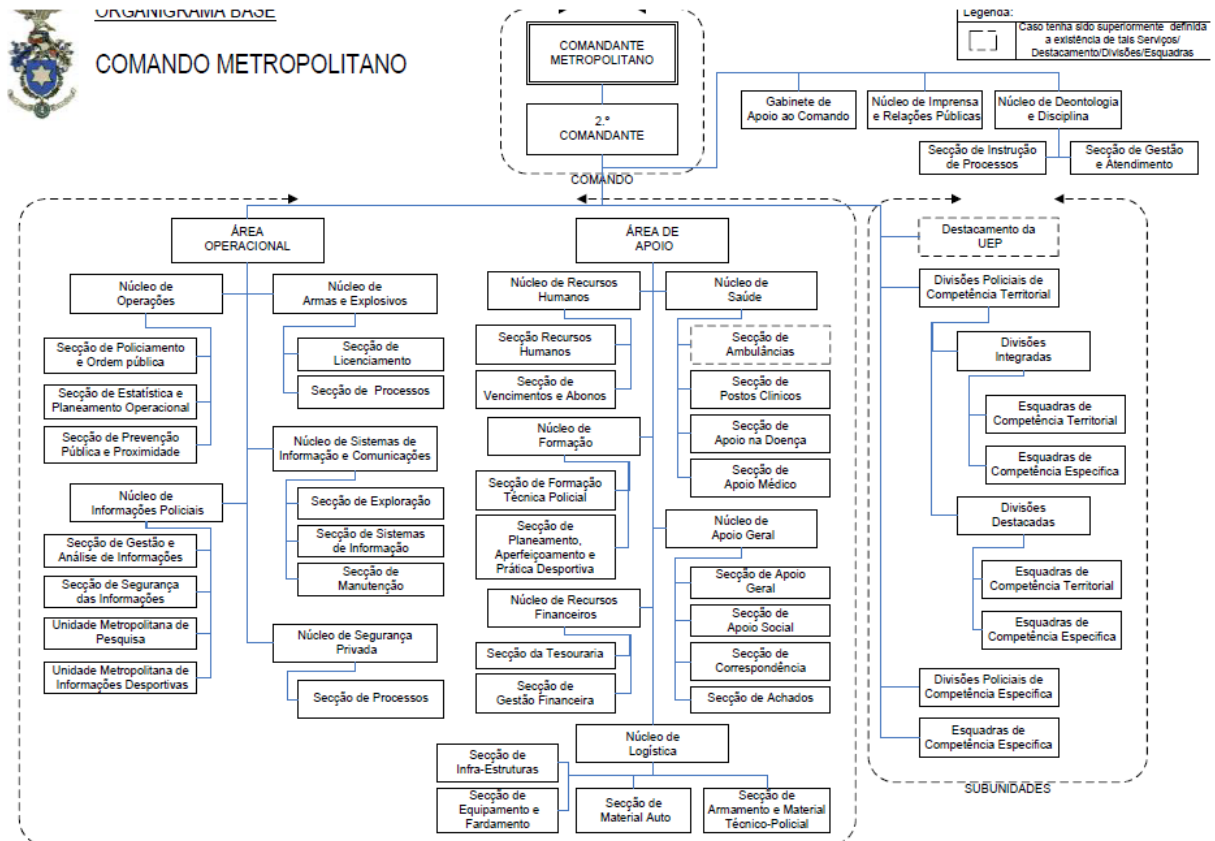 ORGANIGRAMA BASE
COMANDO METROPOLITANO
Legenda:
Caso tenha sido superiormente definida
a existência de tais Serviços/
Destacamento/Divisões/Esquadras
COMANDANTE
METROPOLITANO
2.º
COMANDANTE
COMANDO
Gabinete de
Apoio ao Comando
Núcleo de Imprensa
e Relações Públicas
Núcleo de Deontologia
e Disciplina
Secção de Instrução
de Processos
Secção de Gestão
e Atendimento
ÁREA
OPERACIONAL
Núcleo de
Operações
Secção de Policiamento
e Ordem pública
Secção de Estatística e
Planeamento Operacional
Secção de Prevenção
Pública e Proximidade
Núcleo de
Informações Policiais
Secção de Gestão e
Análise de Informações
Secção de Segurança
das Informações
Unidade Metropolitana de
Pesquisa
Unidade Metropolitana de
Informações Desportivas
Núcleo de
Armas e Explosivos
Secção de
Licenciamento
Secção de Processos
Núcleo de Sistemas de
Informação e Comunicações
Secção de Exploração
Secção de Sistemas
de Informação
Secção de
Manutenção
Núcleo de Segurança
Privada
Secção de Processos
ÁREA DE
APOIO
Núcleo de Recursos
Humanos
Secção Recursos
Humanos
Secção de
Vencimentos e Abonos
Núcleo de
Formação
Secção de Formação
Técnica Policial
Secção de
Planeamento,
Aperfeiçoamento e
Prática Desportiva
Núcleo de Recursos
Financeiros
Secção da Tesouraria
Secção de
Gestão Financeira
Núcleo de
Saúde
Secção de
Ambulâncias
Secção de
Postos Clinicos
Secção de
Apoio na Doença
Secção de
Apoio Médico
Núcleo de
Apoio Geral
Secção de Apoio
Geral
Secção de
Apoio Social
Secção de
Correspondência
Secção de Achados
Núcleo de
Logística
Secção de
Infra-Estruturas
Secção de
Equipamento e
Fardamento
Secção de
Material Auto
Secção de
Armamento e Material
Técnico-Policial
Destacamento da
UEP
Divisões Policiais de
Competência Territorial
Divisões
Integradas
Esquadras de
Competência Territorial
Esquadras de
Competência Especifica
Divisões
Destacadas
Esquadras de
Competência Territorial
Esquadras de
Competência Especifica
Divisões Policiais de
Competência Especifica
Esquadras de
Competência Especifica
SUBUNIDADES